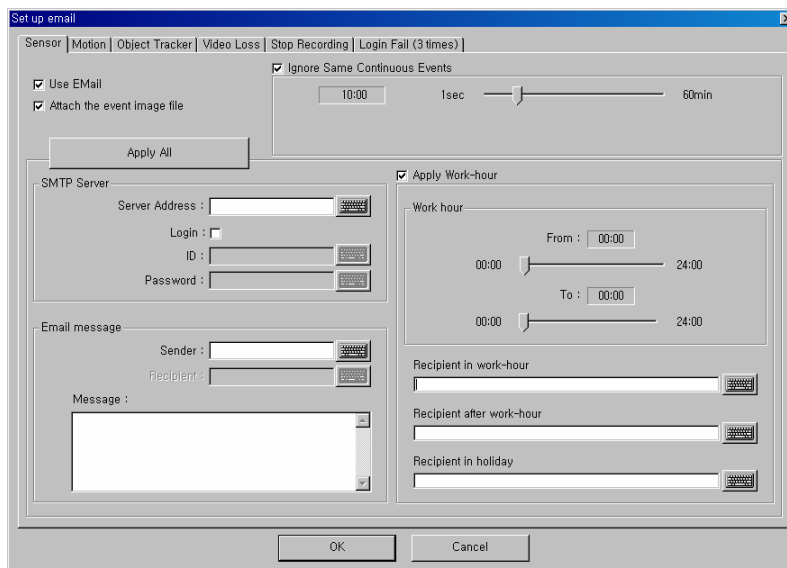 Set up email
Sensor Motion Object Tracker Video Loss Stop Recording Login Fail (3 times)
Use EMail
Attach the event image file
Ignore Same Continuous Events
10:00 1sec 60min
Apply All
SMTP Server
Server Address :
Login :
ID :
Password :
Email message
Sender :
Recipient :
Message :
Apply Work-hour
Work hour
From : 00:00
00:00 24:00
To : 00:00
00:00 24:00
Recipient in work-hour
Recipient after work-hour
Recipient in holiday
OK Cancel